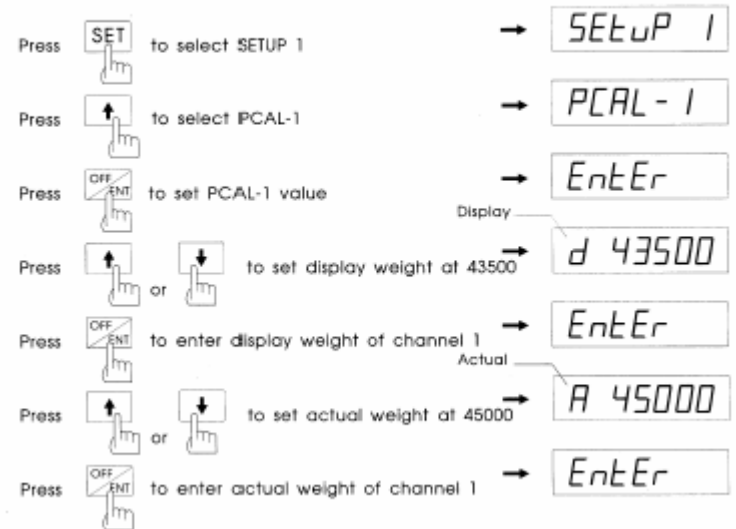 Press SET to select SETUP 1 → SEtuP 1
Press ↑ to select PCAL-1 → PCAL-1
Press OFF/ENT to set PCAL-1 value → EntEr
Display
Press ↑ or ↓ to set display weight at 43500 → d 43500
Press OFF/ENT to enter display weight of channel 1 → EntEr
Actual
Press ↑ or ↓ to set actual weight at 45000 → A 45000
Press OFF/ENT to enter actual weight of channel 1 → EntEr